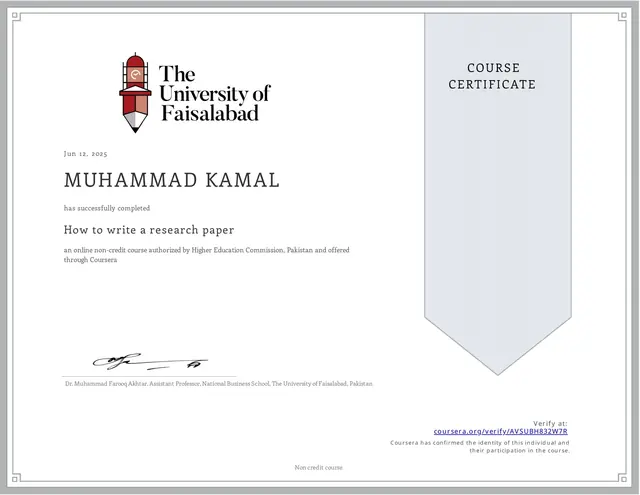 The
University of
Faisalabad
COURSE
CERTIFICATE
Jun 12, 2025
MUHAMMAD KAMAL
has successfully completed
How to write a research paper
an online non-credit course authorized by Higher Education Commission, Pakistan and offered
through Coursera
Dr. Muhammad Farooq Akhtar, Assistant Professor, National Business School, The University of Faisalabad, Pakistan
Verify at:
coursera.org/verify/AVSUBH832W7R
Coursera has confirmed the identity of this individual and
their participation in the course.
Non credit course